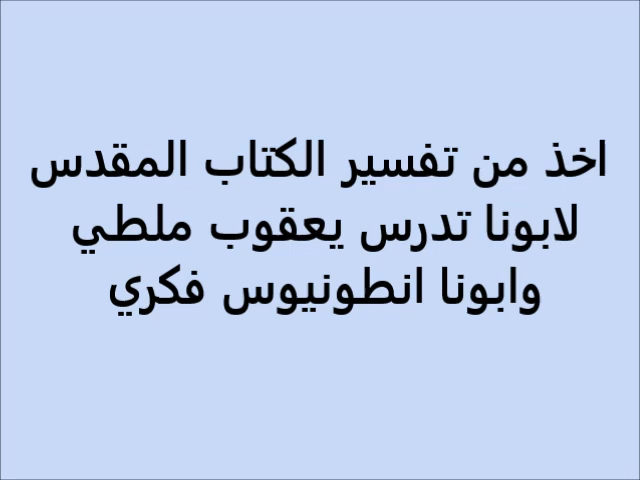 اخذ من تفسير الكتاب المقدس
لابونا تدرس يعقوب ملطي
وابونا انطونيوس فكري